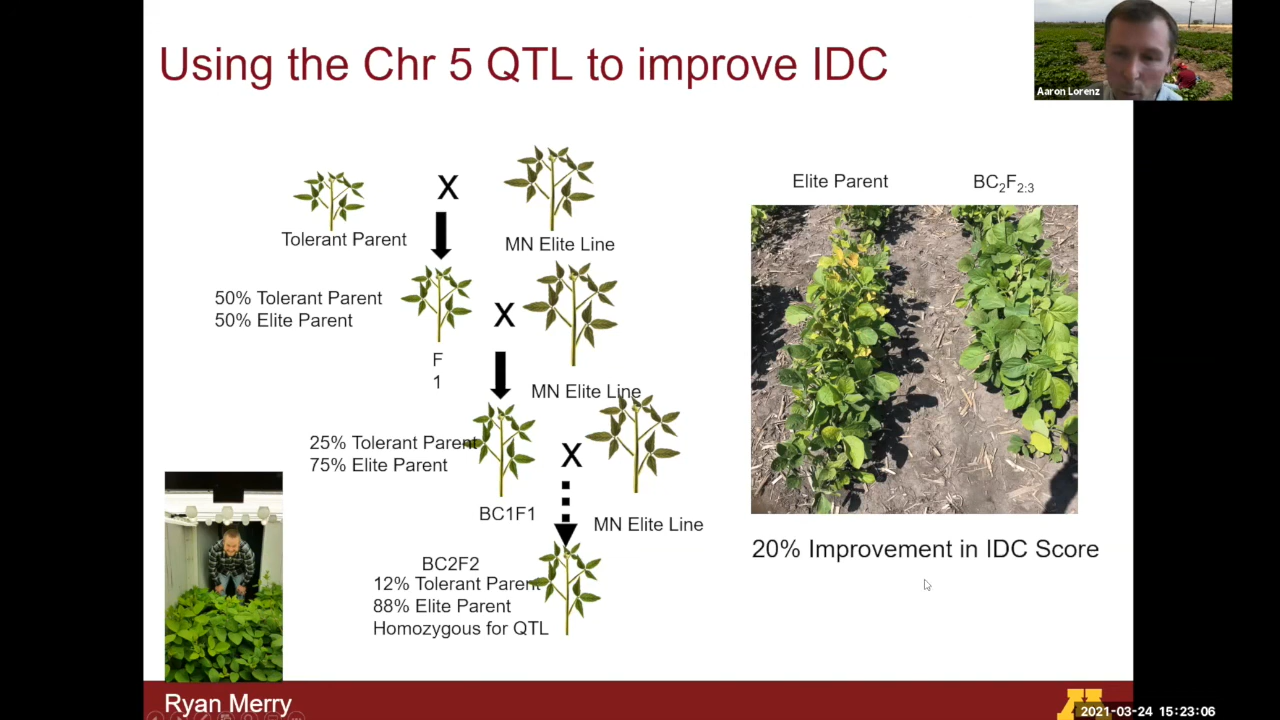 Using the Chr 5 QTL to improve IDC
Aaron Lorenz
X
Tolerant Parent
MN Elite Line
50% Tolerant Parent
50% Elite Parent
X
F
1
MN Elite Line
25% Tolerant Parent
75% Elite Parent
X
BC1F1
MN Elite Line
BC2F2
12% Tolerant Parent
88% Elite Parent
Homozygous for QTL
Elite Parent
BC2F2:3
20% Improvement in IDC Score
Ryan Merry
M
2021-03-24 15:23:06